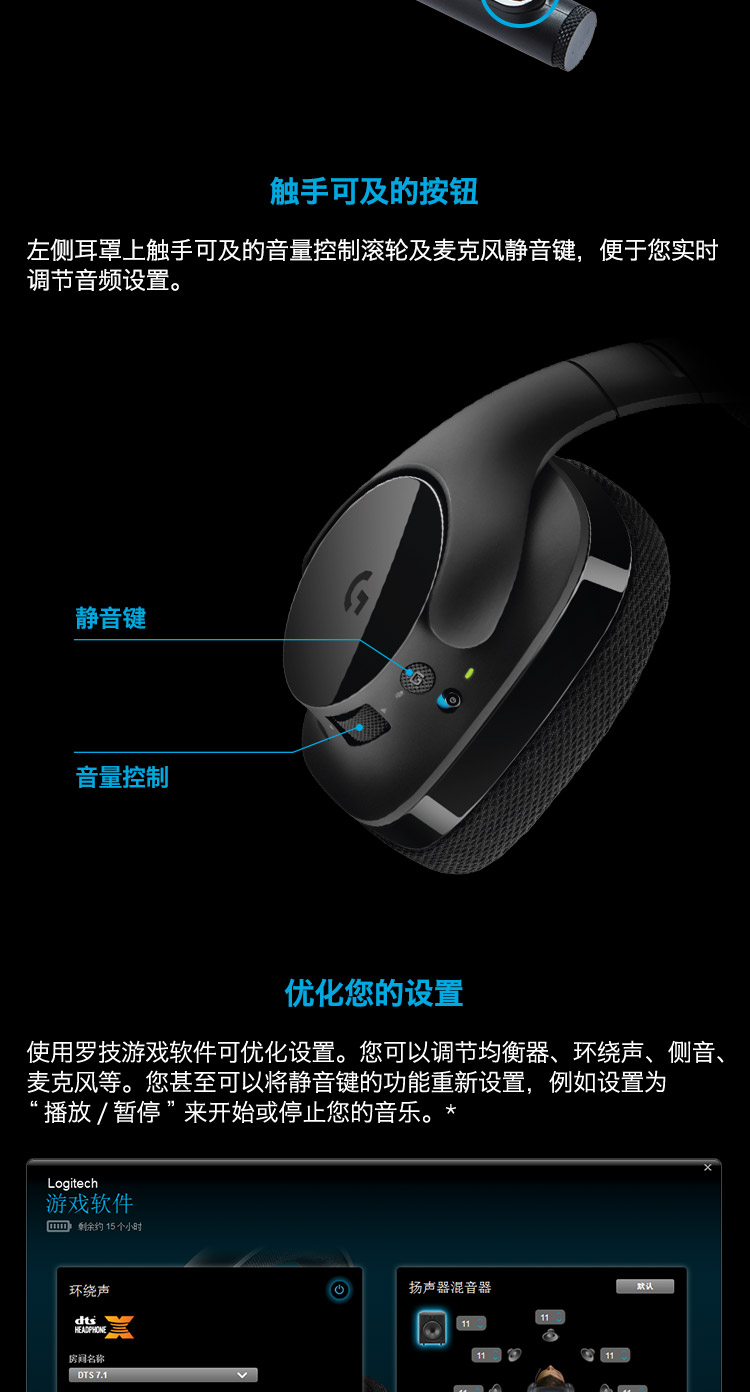 触手可及的按钮
左侧耳罩上触手可及的音量控制滚轮及麦克风静音键，便于您实时
调节音频设置。
静音键
音量控制
优化您的设置
使用罗技游戏软件可优化设置。您可以调节均衡器、环绕声、侧音、
麦克风等。您甚至可以将静音键的功能重新设置，例如设置为
“播放 / 暂停”来开始或停止您的音乐。*
Logitech
游戏软件
剩余约 15 个小时
环绕声
dts
HEADPHONE X
房间名称
DTS 7.1
扬声器混音器
默认
11
11
11
11
11